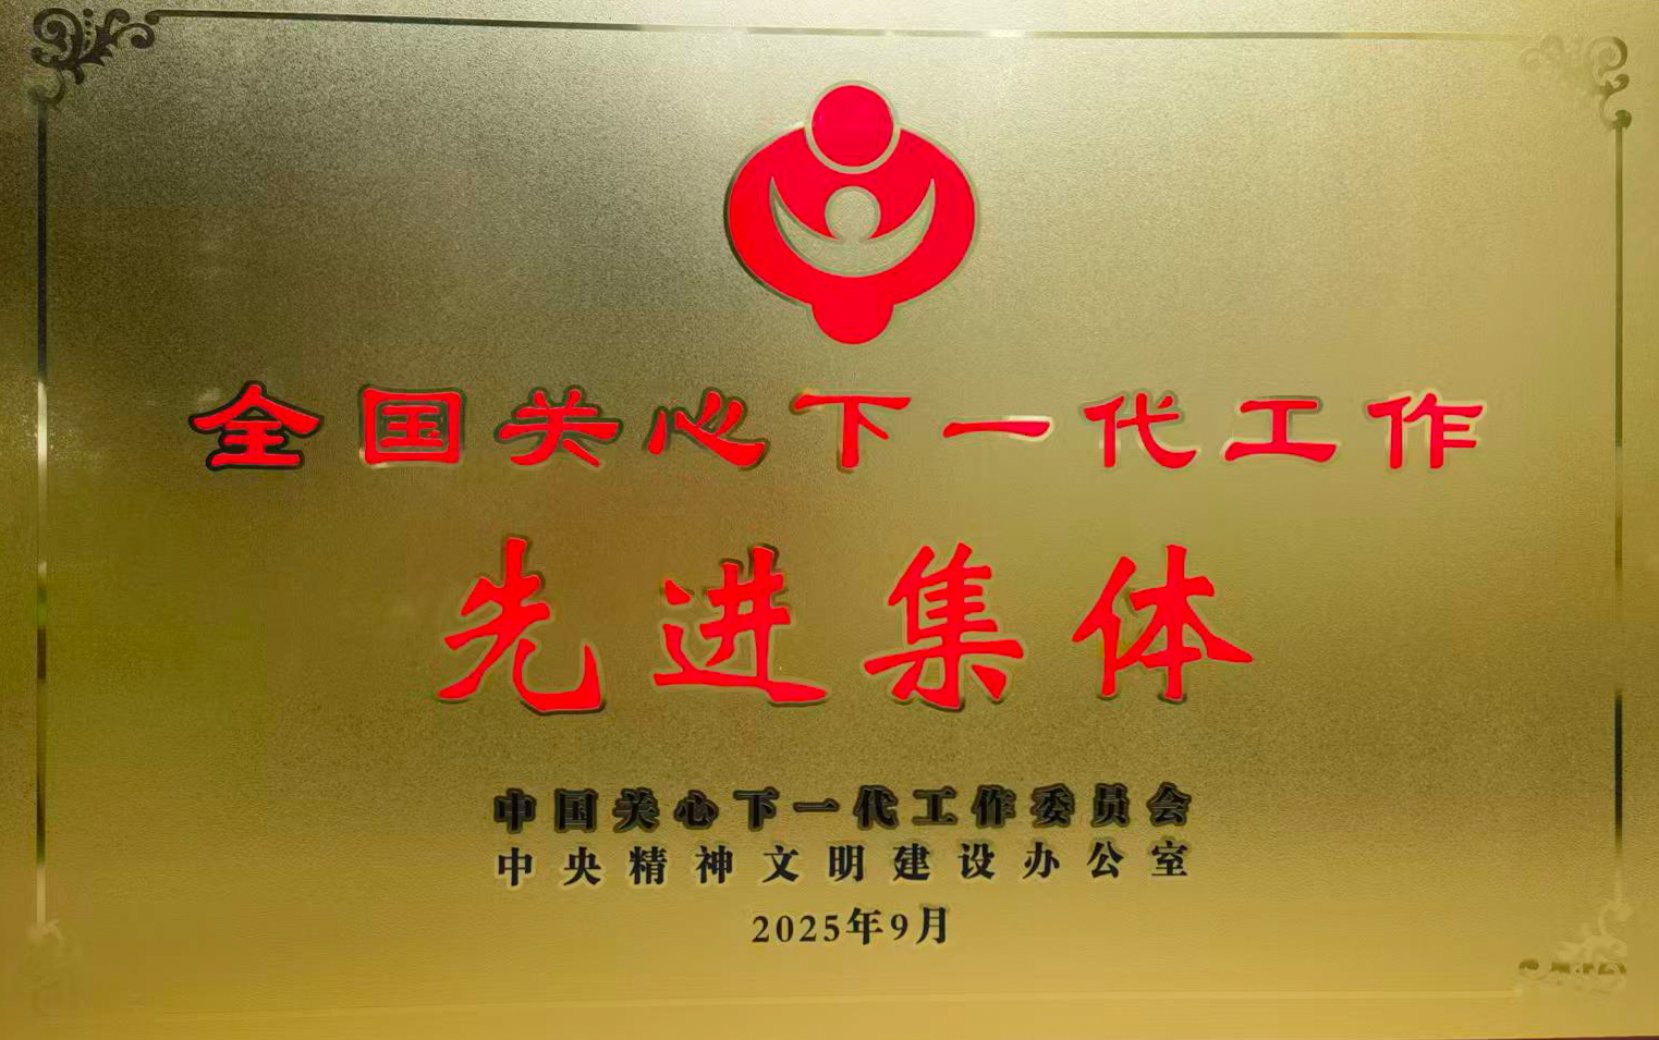 全国关心下一代工作
先进集体
中国关心下一代工作委员会
中央精神文明建设办公室
2025年9月